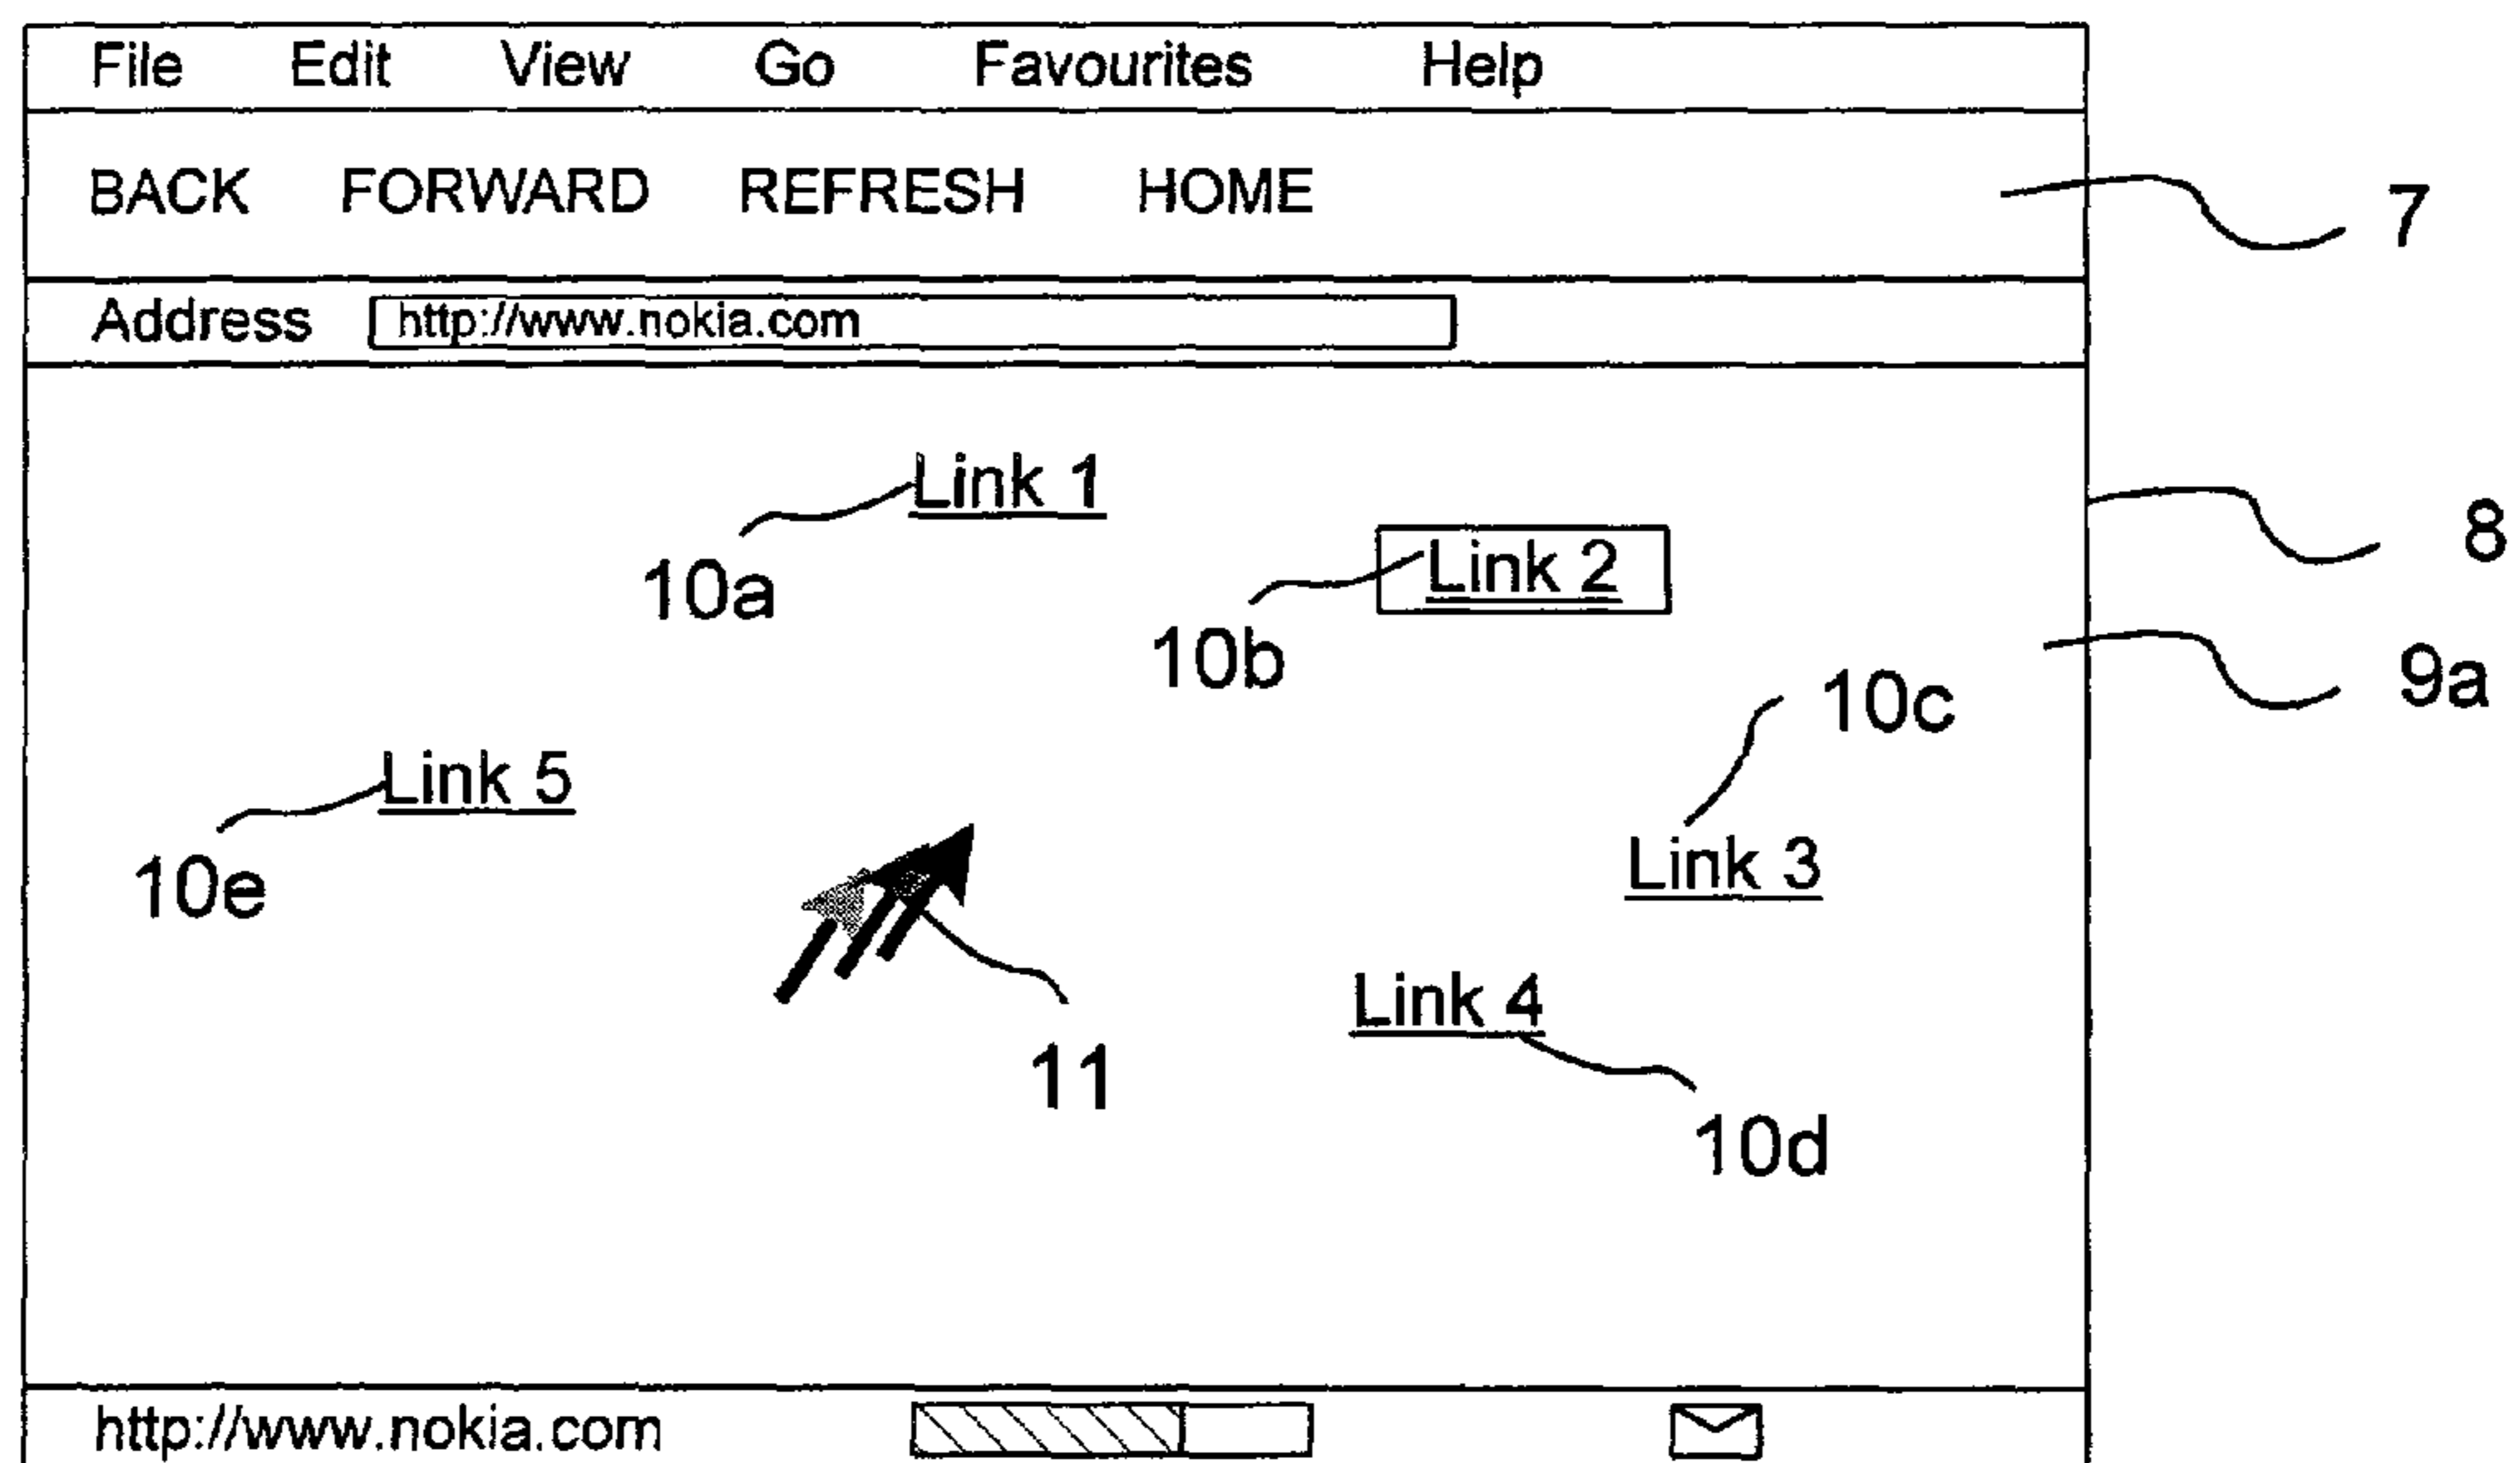 File Edit View Go Favourites Help
BACK FORWARD REFRESH HOME
7
Address http://www.nokia.com
Link 1
8
Link 2
10a
10b
9a
10c
Link 5
Link 3
10e
Link 4
11
10d
http://www.nokia.com